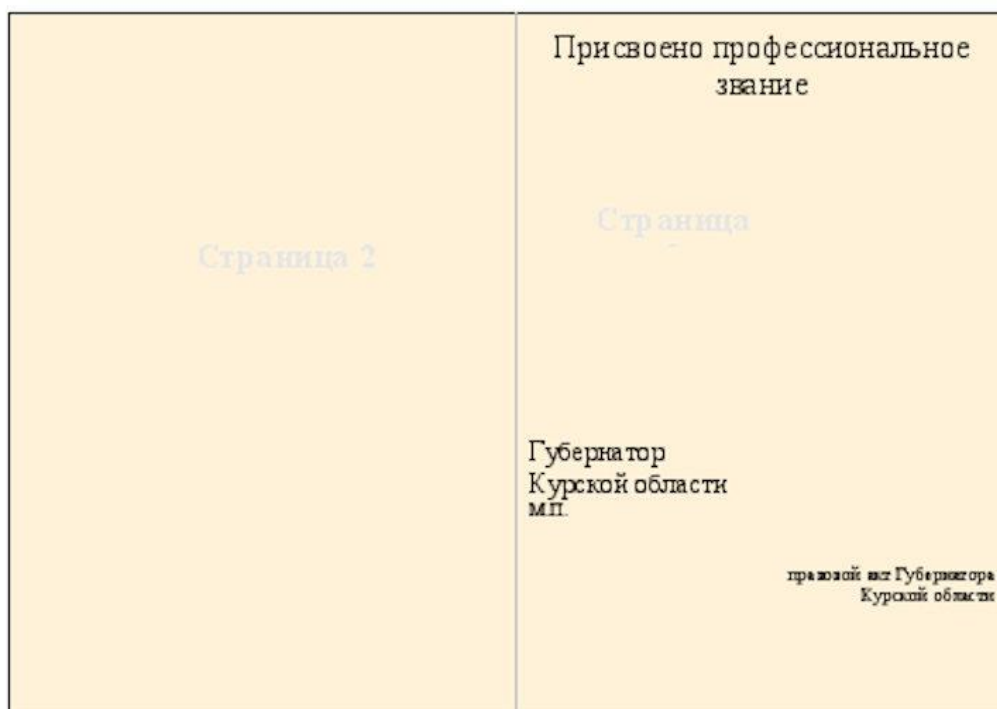 Присвоено профессиональное
звание
Страница 2
Страница
Губернатор
Курской области
м.п.
правовой акт Губернатора
Курской области